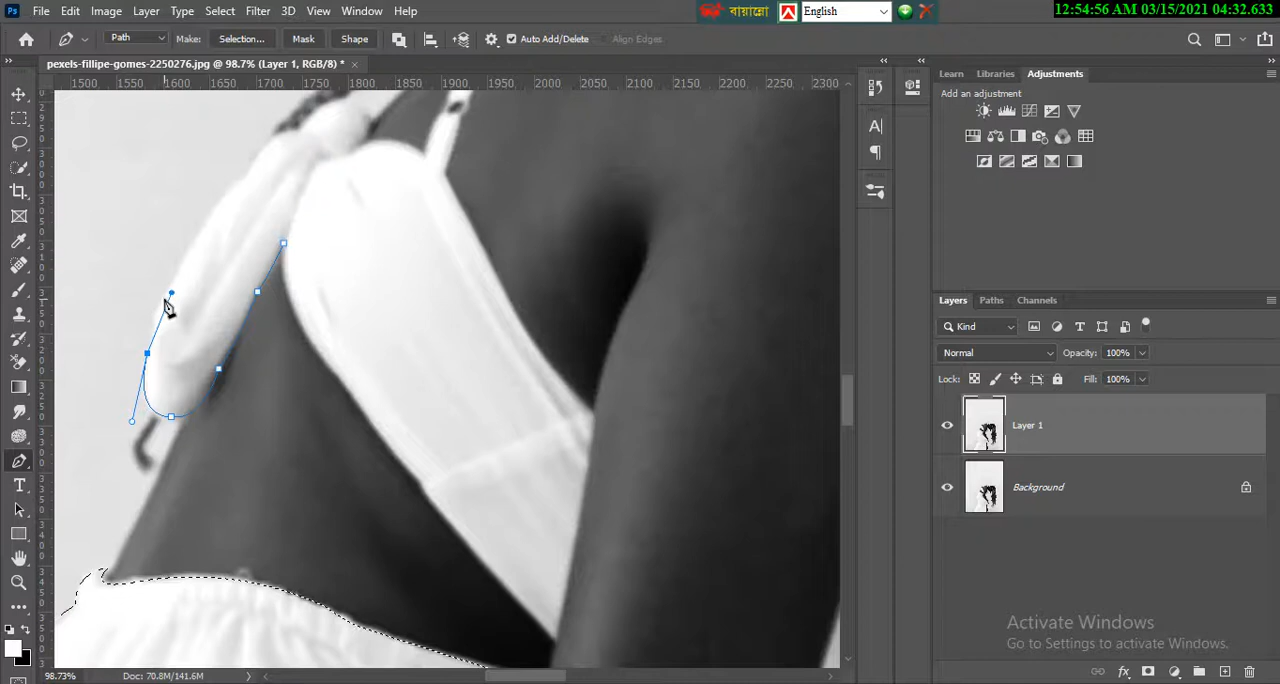 Ps File Edit Image Layer Type Select Filter 3D View Window Help
বায়ান্নো English
12:54:56 AM 03/15/2021 04:32.633
Path Make: Selection... Mask Shape Auto Add/Delete Align Edges
pexels-fillipe-gomes-2250276.jpg @ 98.7% (Layer 1, RGB/8) *
1500 1550 1600 1650 1700 1750 1800 1850 1900 1950 2000 2050 2100 2150 2200 2250 2300
Learn Libraries Adjustments
Add an adjustment
Layers Paths Channels
Kind
Normal Opacity: 100%
Lock: Fill: 100%
Layer 1
Background
Activate Windows
Go to Settings to activate Windows.
98.73% Doc: 70.8M/141.6M